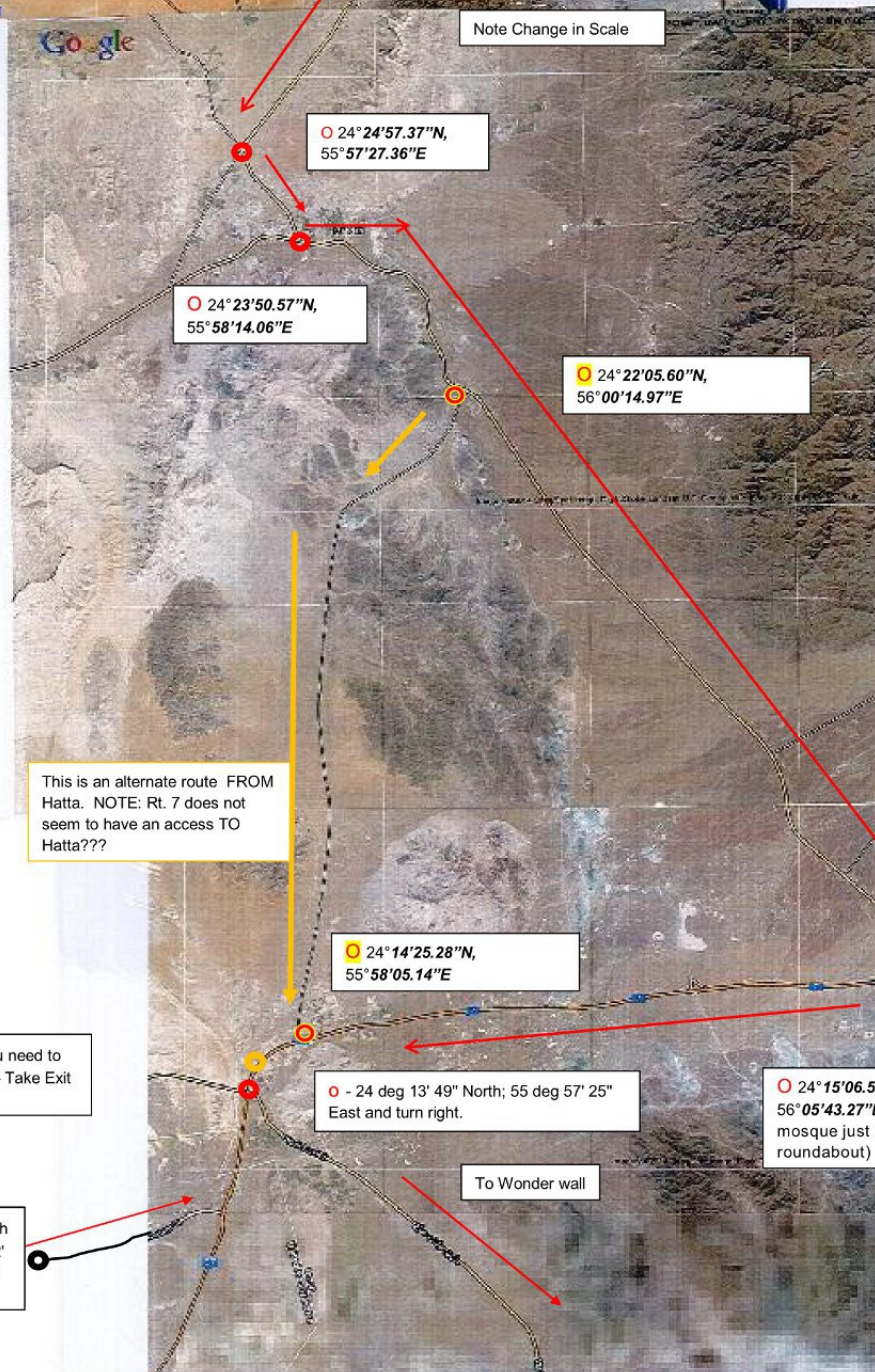 Note Change in Scale
Google
O 24°24’57.37”N,
55°57’27.36”E
O 24°23’50.57”N,
55°58’14.06”E
O 24°22’05.60”N,
56°00’14.97”E
This is an alternate route FROM
Hatta. NOTE: Rt. 7 does not
seem to have an access TO
Hatta???
O 24°14’25.28”N,
55°58’05.14”E
u need to
Take Exit
o - 24 deg 13' 49" North; 55 deg 57' 25"
East and turn right.
O 24°15’06.5
56°05’43.27”E
mosque just
roundabout)
To Wonder wall
h